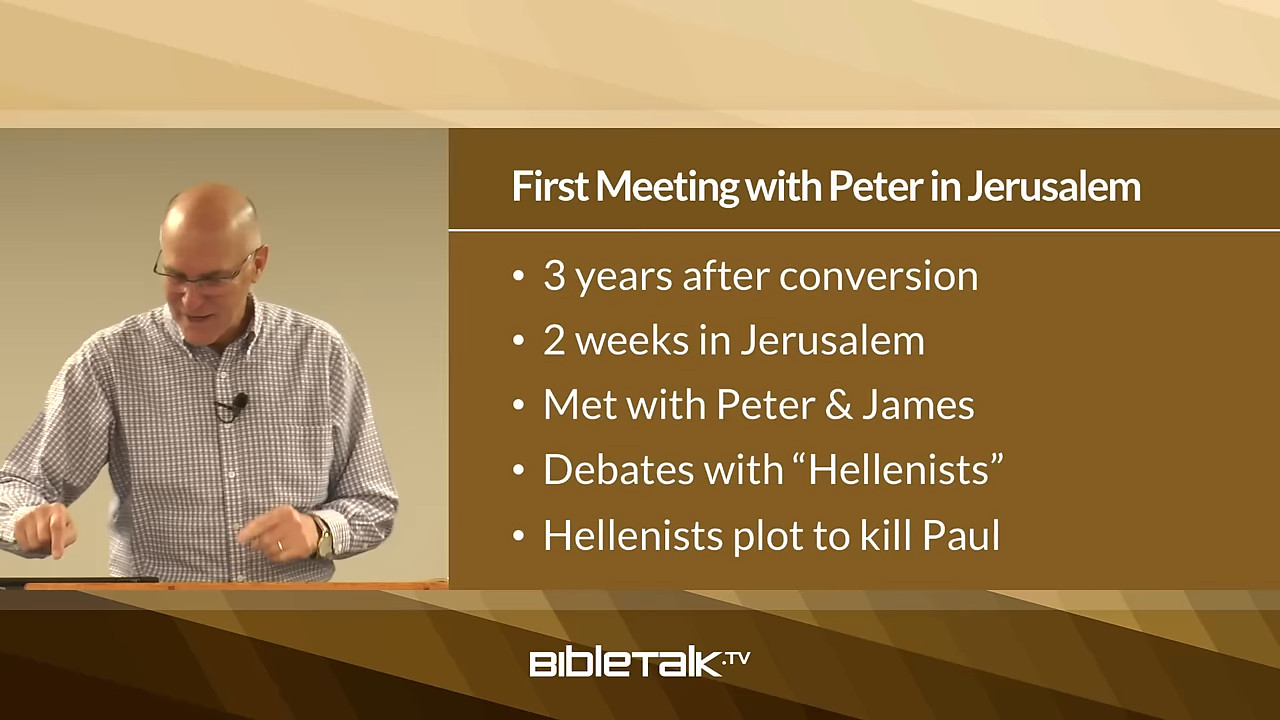 First Meeting with Peter in Jerusalem
• 3 years after conversion
• 2 weeks in Jerusalem
• Met with Peter & James
• Debates with “Hellenists”
• Hellenists plot to kill Paul
BibleTalk.TV